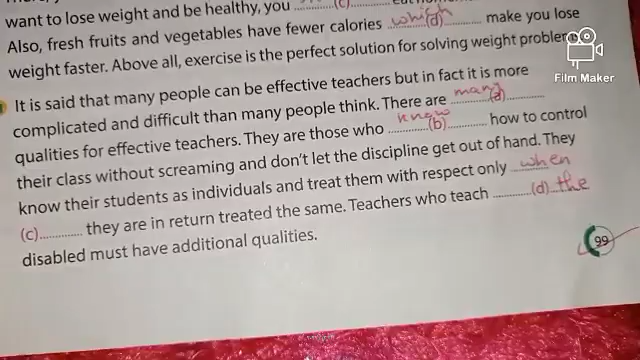 want to lose weight and be healthy, you ............(c)............
Also, fresh fruits and vegetables have fewer calories ...which...(d)............ make you lose
weight faster. Above all, exercise is the perfect solution for solving weight problem
Film Maker
It is said that many people can be effective teachers but in fact it is more
complicated and difficult than many people think. There are ...many...(a)............
qualities for effective teachers. They are those who ...know...(b)............ how to control
their class without screaming and don't let the discipline get out of hand. They
know their students as individuals and treat them with respect only ...when...
(c)............ they are in return treated the same. Teachers who teach ............(d)...the
disabled must have additional qualities.
99